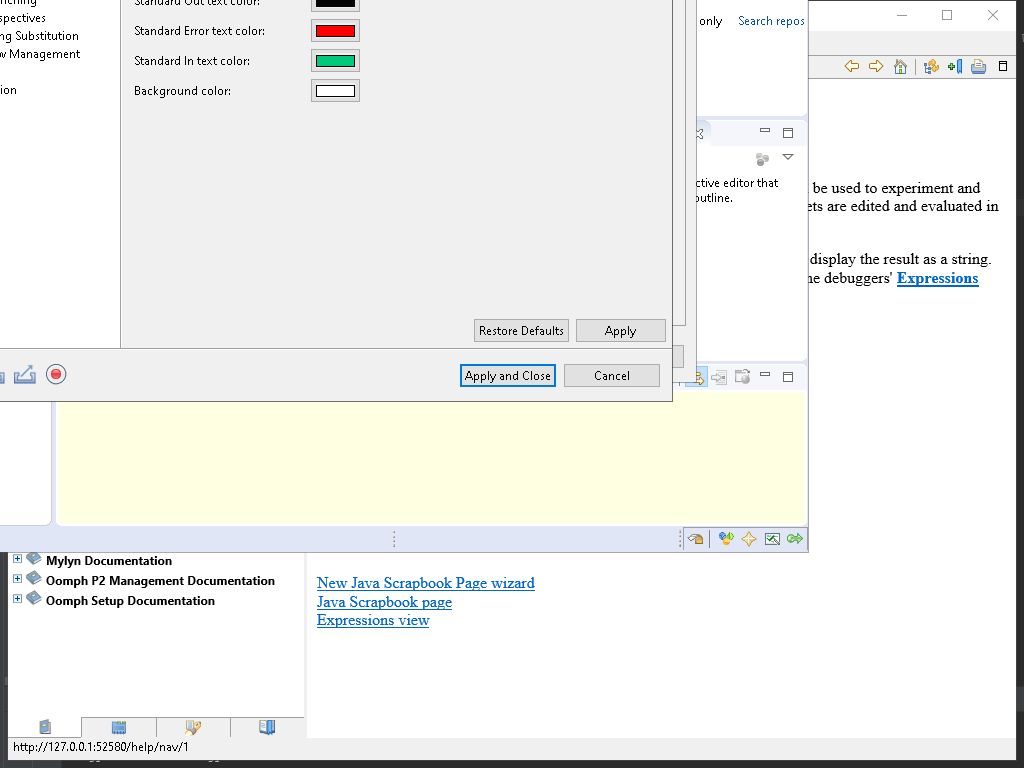 Standard Out text color:
spectives
Standard Error text color:
only
Search repos
ng Substitution
w Management
Standard In text color:
ion
Background color:
ctive editor that
outline.
be used to experiment and
ets are edited and evaluated in
display the result as a string.
he debuggers' Expressions
Restore Defaults
Apply
Apply and Close
Cancel
Mylyn Documentation
Oomph P2 Management Documentation
Oomph Setup Documentation
New Java Scrapbook Page wizard
Java Scrapbook page
Expressions view
http://127.0.0.1:52580/help/nav/1